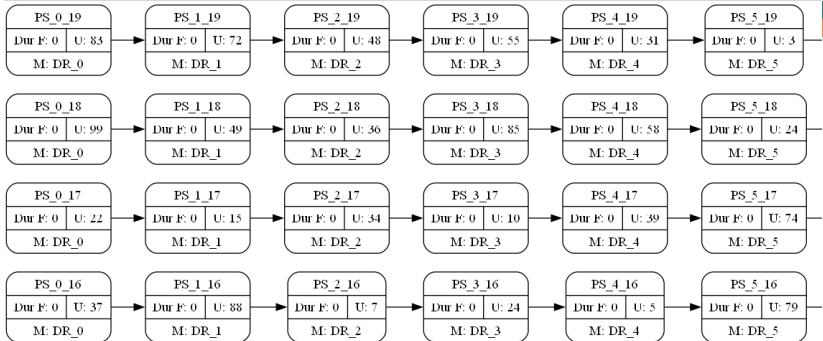 PS_0_19 PS_1_19 PS_2_19 PS_3_19 PS_4_19 PS_5_19
Dur F: 0 U: 83 Dur F: 0 U: 72 Dur F: 0 U: 48 Dur F: 0 U: 55 Dur F: 0 U: 31 Dur F: 0 U: 3
M: DR_0 M: DR_1 M: DR_2 M: DR_3 M: DR_4 M: DR_5
PS_0_18 PS_1_18 PS_2_18 PS_3_18 PS_4_18 PS_5_18
Dur F: 0 U: 99 Dur F: 0 U: 49 Dur F: 0 U: 36 Dur F: 0 U: 85 Dur F: 0 U: 58 Dur F: 0 U: 24
M: DR_0 M: DR_1 M: DR_2 M: DR_3 M: DR_4 M: DR_5
PS_0_17 PS_1_17 PS_2_17 PS_3_17 PS_4_17 PS_5_17
Dur F: 0 U: 22 Dur F: 0 U: 15 Dur F: 0 U: 34 Dur F: 0 U: 10 Dur F: 0 U: 39 Dur F: 0 U: 74
M: DR_0 M: DR_1 M: DR_2 M: DR_3 M: DR_4 M: DR_5
PS_0_16 PS_1_16 PS_2_16 PS_3_16 PS_4_16 PS_5_16
Dur F: 0 U: 37 Dur F: 0 U: 88 Dur F: 0 U: 7 Dur F: 0 U: 24 Dur F: 0 U: 5 Dur F: 0 U: 79
M: DR_0 M: DR_1 M: DR_2 M: DR_3 M: DR_4 M: DR_5